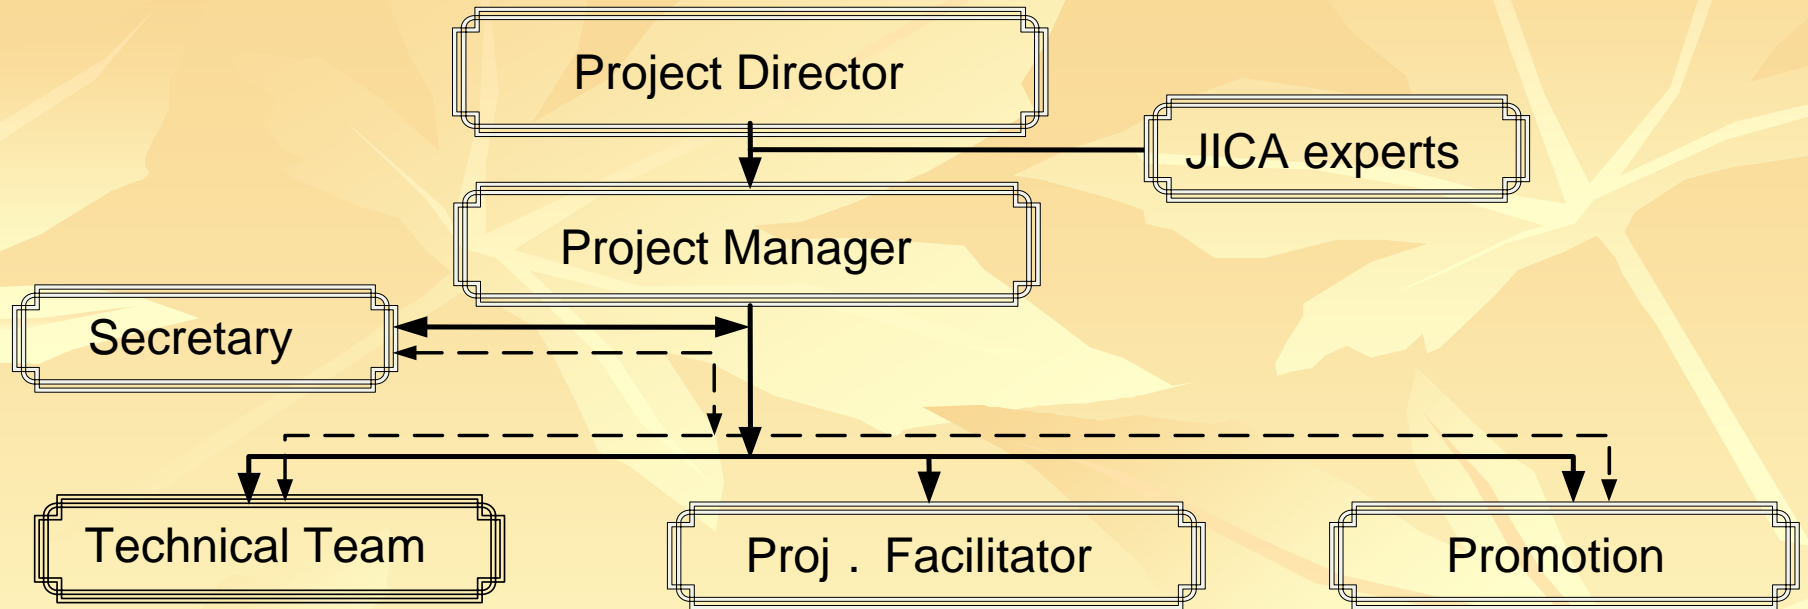 Project Director
JICA experts
Project Manager
Secretary
Technical Team
Proj . Facilitator
Promotion